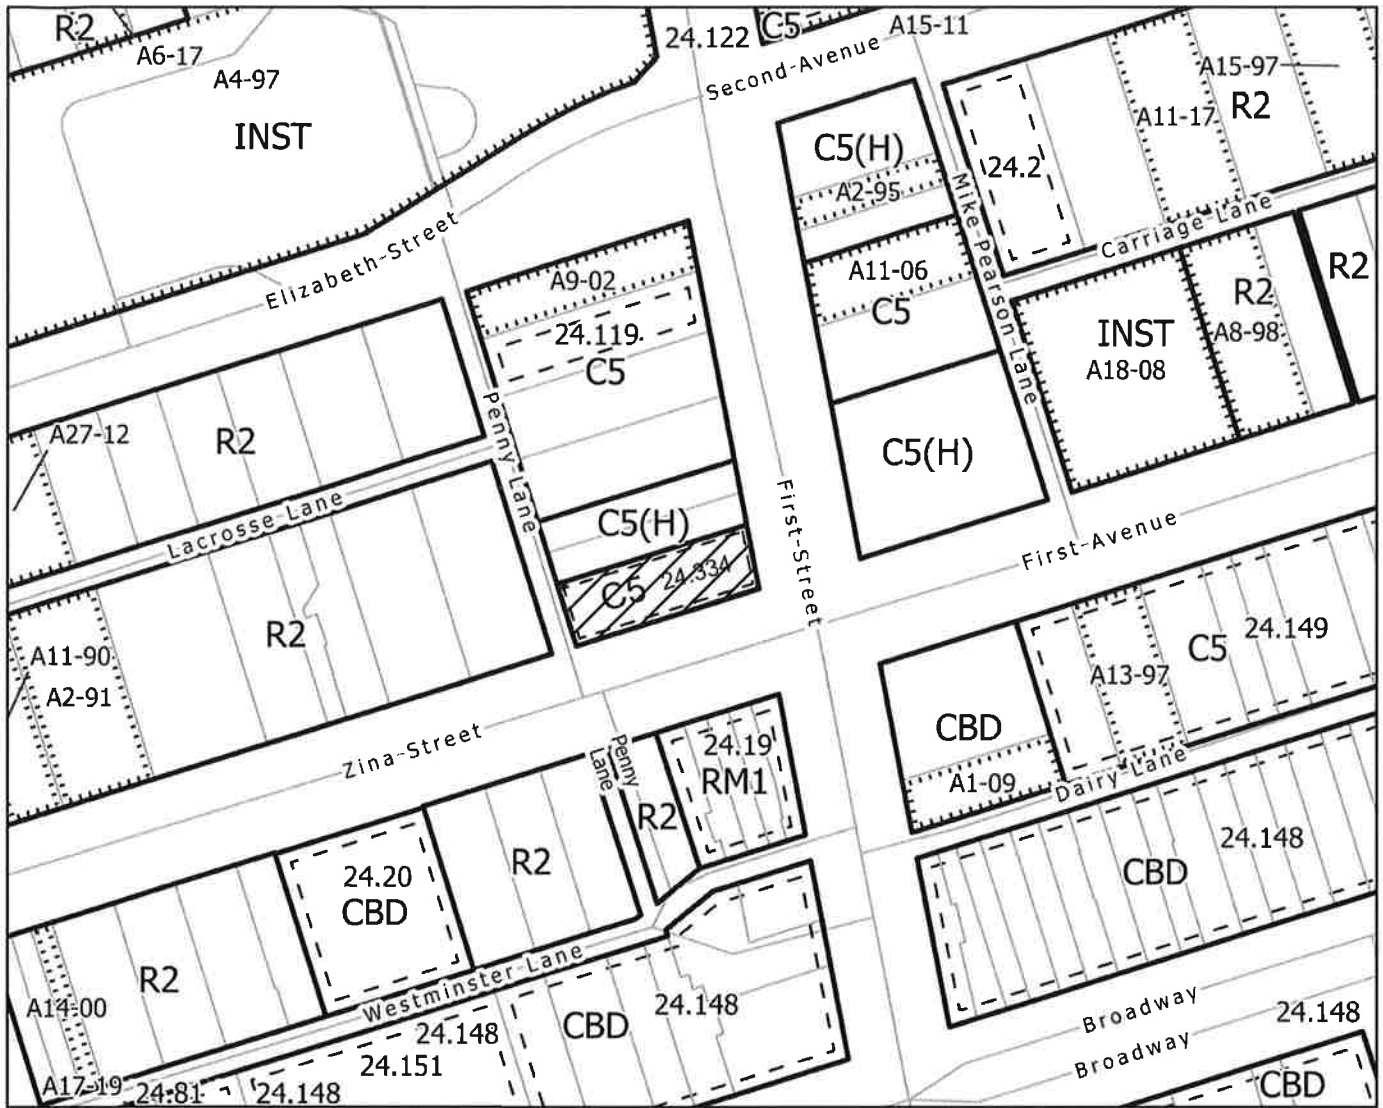 R2
A6-17
A4-97
INST
24.122
C5
A15-11
Second-Avenue
A15-97
R2
A11-17
C5(H)
A2-95
24.2
Mike-Pearson-Lane
Carriage-Lane
Elizabeth-Street
A9-02
24.119
C5
A11-06
C5
R2
R2
INST
A8-98
A18-08
A27-12
R2
Penny-Lane
C5(H)
Lacrosse-Lane
First-Street
C5(H)
First-Avenue
C5
24.334
R2
A11-90
A2-91
A13-97
C5
24.149
Zina-Street
Penny
Lane
24.19
RM1
R2
CBD
A1-09
Dairy-Lane
24.20
CBD
R2
CBD
24.148
R2
A14-00
Westminster-Lane
24.148
24.151
CBD
24.148
Broadway
Broadway
24.148
A17-19
24.81
24.148
CBD